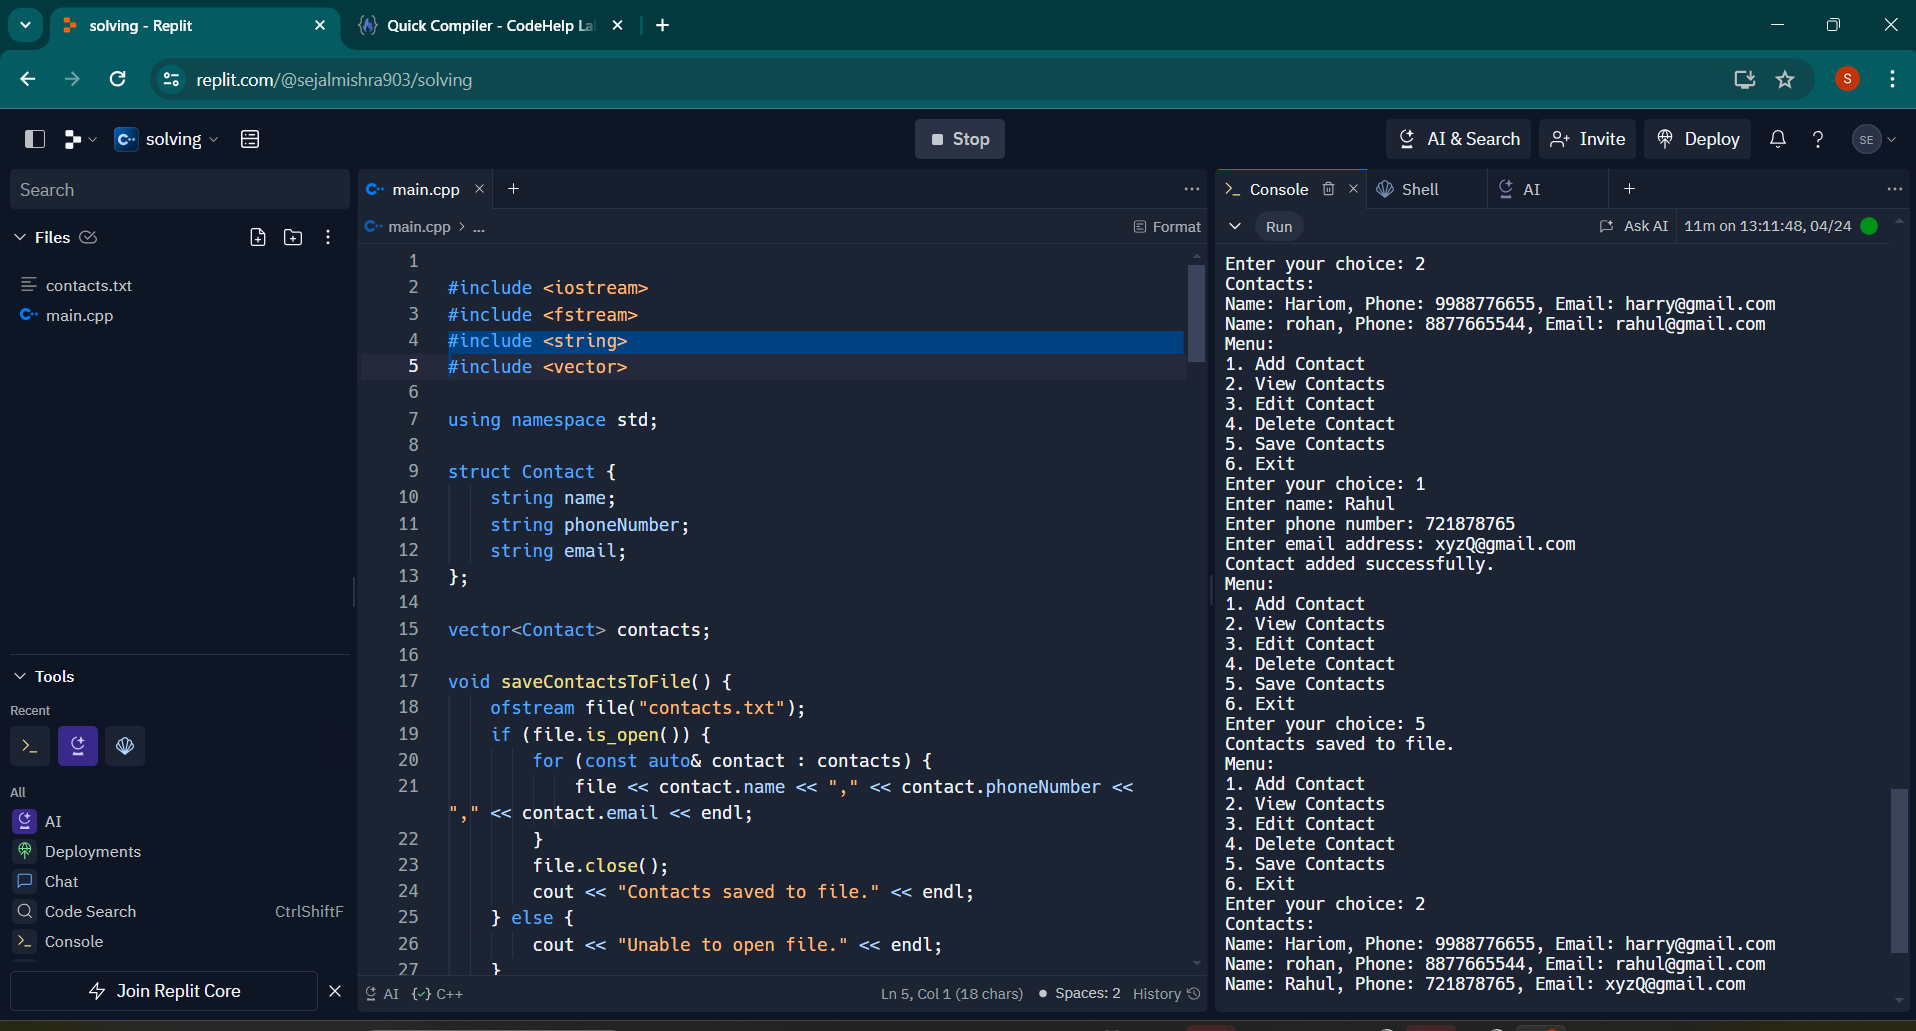 solving - Replit
Quick Compiler - CodeHelp La
replit.com/@sejalmishra903/solving
S
solving
Stop
AI & Search
Invite
Deploy
?
SE
Search
Files
contacts.txt
main.cpp
Tools
Recent
All
AI
Deployments
Chat
Code Search CtrlShiftF
Console
Join Replit Core
main.cpp
main.cpp > ...
Format
1
2 #include <iostream>
3 #include <fstream>
4 #include <string>
5 #include <vector>
6
7 using namespace std;
8
9 struct Contact {
10 string name;
11 string phoneNumber;
12 string email;
13 };
14
15 vector<Contact> contacts;
16
17 void saveContactsToFile() {
18 ofstream file("contacts.txt");
19 if (file.is_open()) {
20 for (const auto& contact : contacts) {
21 file << contact.name << "," << contact.phoneNumber <<
"," << contact.email << endl;
22 }
23 file.close();
24 cout << "Contacts saved to file." << endl;
25 } else {
26 cout << "Unable to open file." << endl;
27 }
AI {✓} C++
Ln 5, Col 1 (18 chars) • Spaces: 2 History
Console
Shell
AI
Run
Ask AI
11m on 13:11:48, 04/24
Enter your choice: 2
Contacts:
Name: Hariom, Phone: 9988776655, Email: harry@gmail.com
Name: rohan, Phone: 8877665544, Email: rahul@gmail.com
Menu:
1. Add Contact
2. View Contacts
3. Edit Contact
4. Delete Contact
5. Save Contacts
6. Exit
Enter your choice: 1
Enter name: Rahul
Enter phone number: 721878765
Enter email address: xyzQ@gmail.com
Contact added successfully.
Menu:
1. Add Contact
2. View Contacts
3. Edit Contact
4. Delete Contact
5. Save Contacts
6. Exit
Enter your choice: 5
Contacts saved to file.
Menu:
1. Add Contact
2. View Contacts
3. Edit Contact
4. Delete Contact
5. Save Contacts
6. Exit
Enter your choice: 2
Contacts:
Name: Hariom, Phone: 9988776655, Email: harry@gmail.com
Name: rohan, Phone: 8877665544, Email: rahul@gmail.com
Name: Rahul, Phone: 721878765, Email: xyzQ@gmail.com